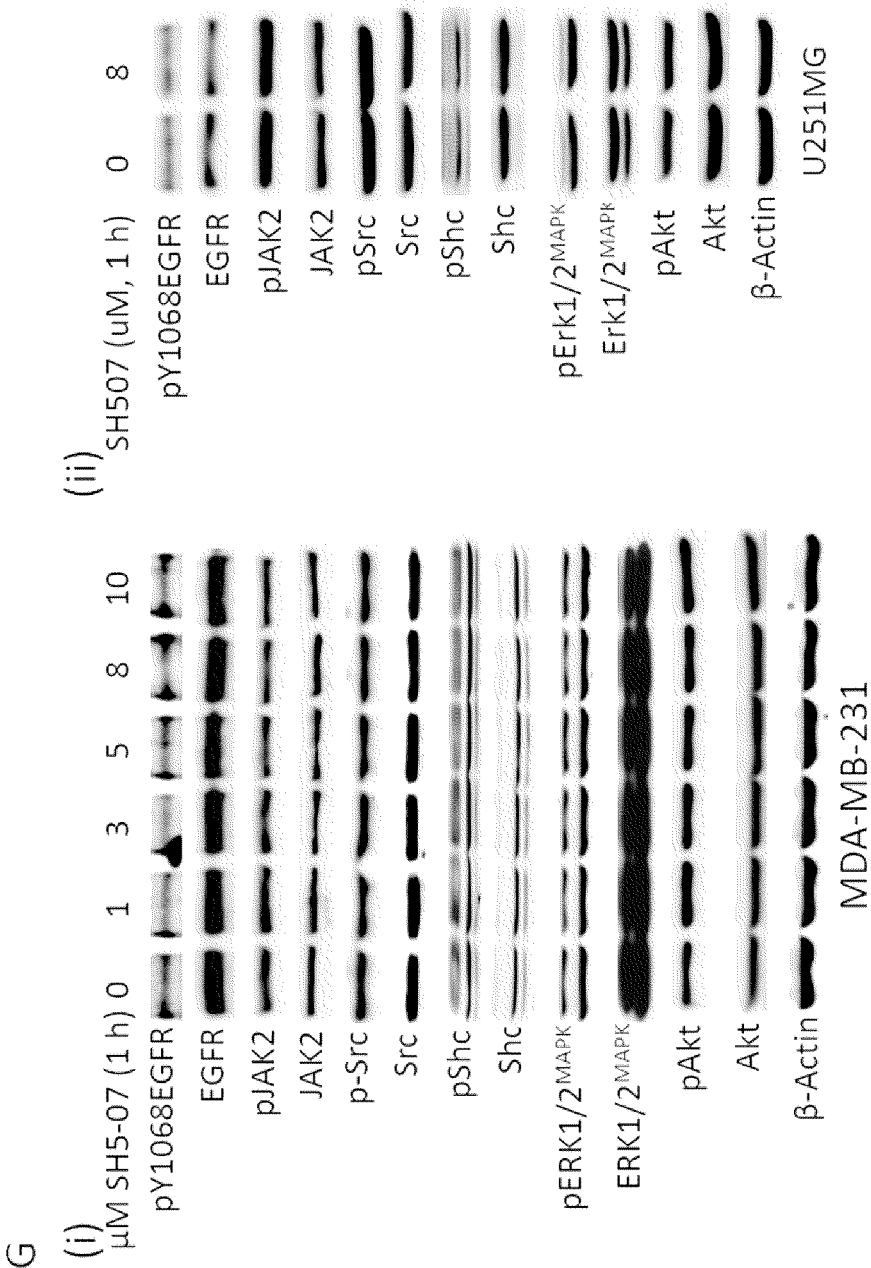 G
(i)
µM SH5-07 (1 h) 0 1 3 5 8 10
pY1068EGFR
EGFR
pJAK2
JAK2
p-Src
Src
pShc
Shc
pERK1/2MAPK
ERK1/2MAPK
pAkt
Akt
β-Actin
MDA-MB-231
(ii)
SH507 (uM, 1 h) 0 8
pY1068EGFR
EGFR
pJAK2
JAK2
pSrc
Src
pShc
Shc
pErk1/2MAPK
Erk1/2MAPK
pAkt
Akt
β-Actin
U251MG